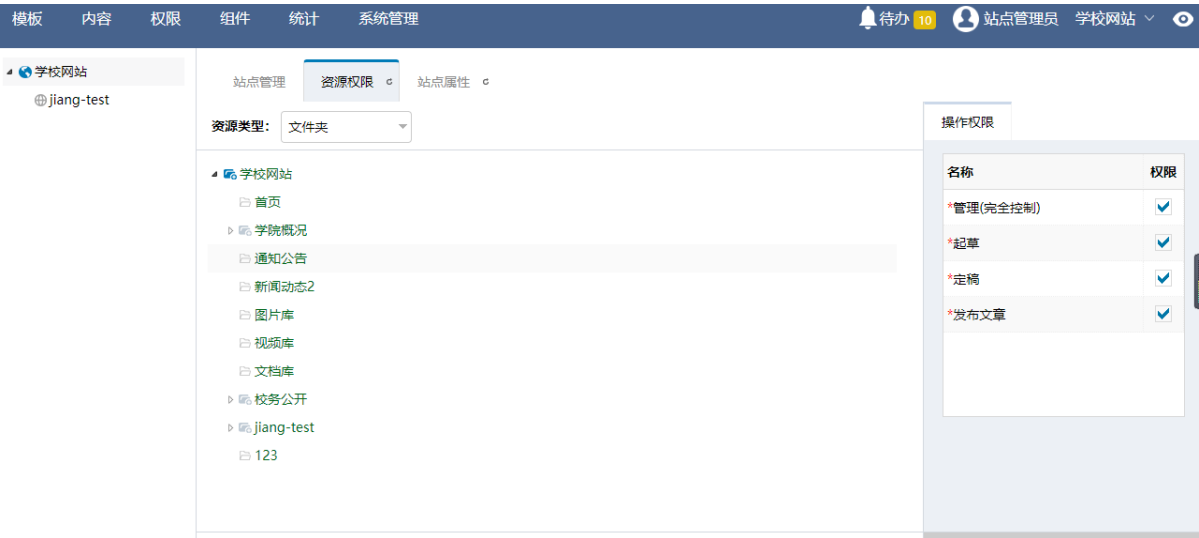 模板 内容 权限 组件 统计 系统管理 待办 10 站点管理员 学校网站
学校网站
jiang-test
站点管理 资源权限 站点属性
资源类型: 文件夹
学校网站
首页
学院概况
通知公告
新闻动态2
图片库
视频库
文档库
校务公开
jiang-test
123
操作权限
名称 权限
*管理(完全控制)
*起草
*定稿
*发布文章